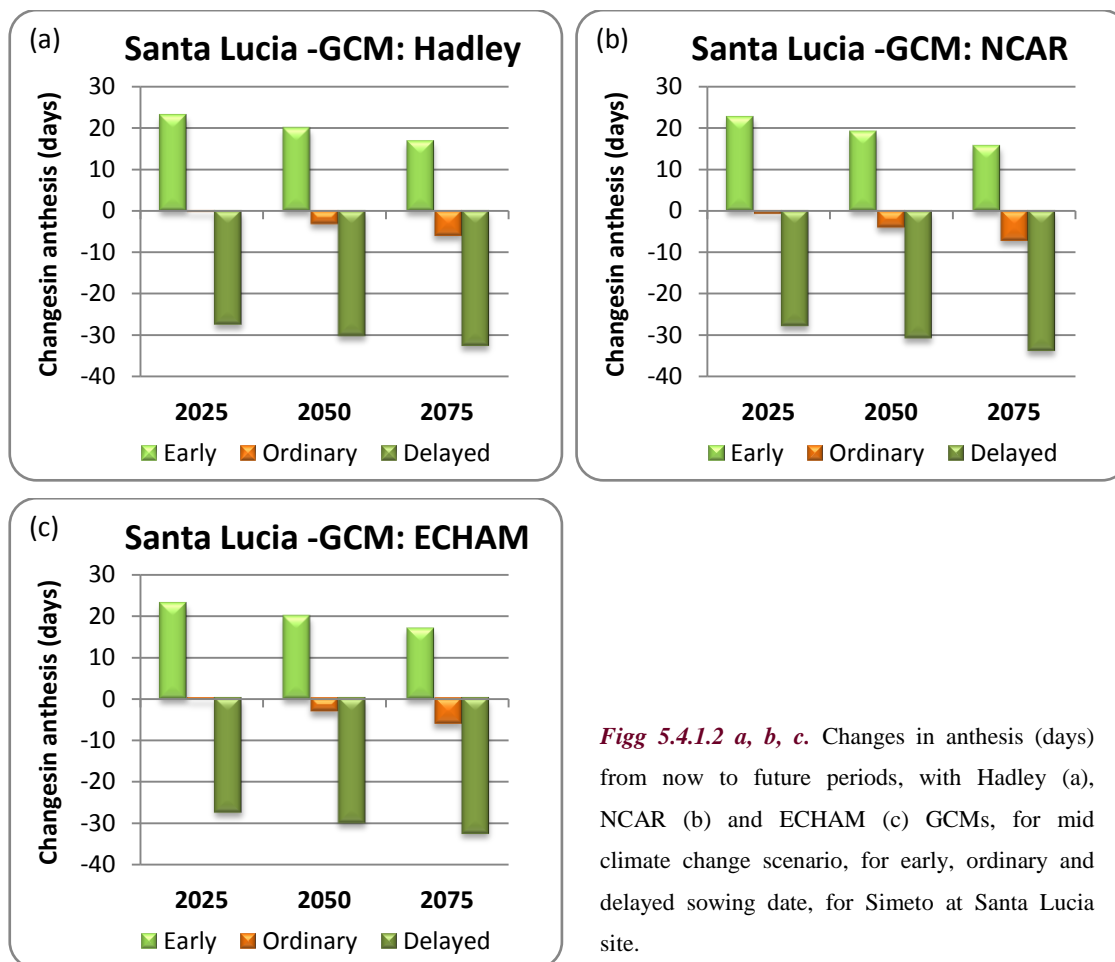 (a)
Santa Lucia -GCM: Hadley
Changesin anthesis (days)
30
20
10
0
-10
-20
-30
-40
2025 2050 2075
Early Ordinary Delayed
(b)
Santa Lucia -GCM: NCAR
Changesin anthesis (days)
30
20
10
0
-10
-20
-30
-40
2025 2050 2075
Early Ordinary Delayed
(c)
Santa Lucia -GCM: ECHAM
Changesin anthesis (days)
30
20
10
0
-10
-20
-30
-40
2025 2050 2075
Early Ordinary Delayed
Figg 5.4.1.2 a, b, c. Changes in anthesis (days)
from now to future periods, with Hadley (a),
NCAR (b) and ECHAM (c) GCMs, for mid
climate change scenario, for early, ordinary and
delayed sowing date, for Simeto at Santa Lucia
site.